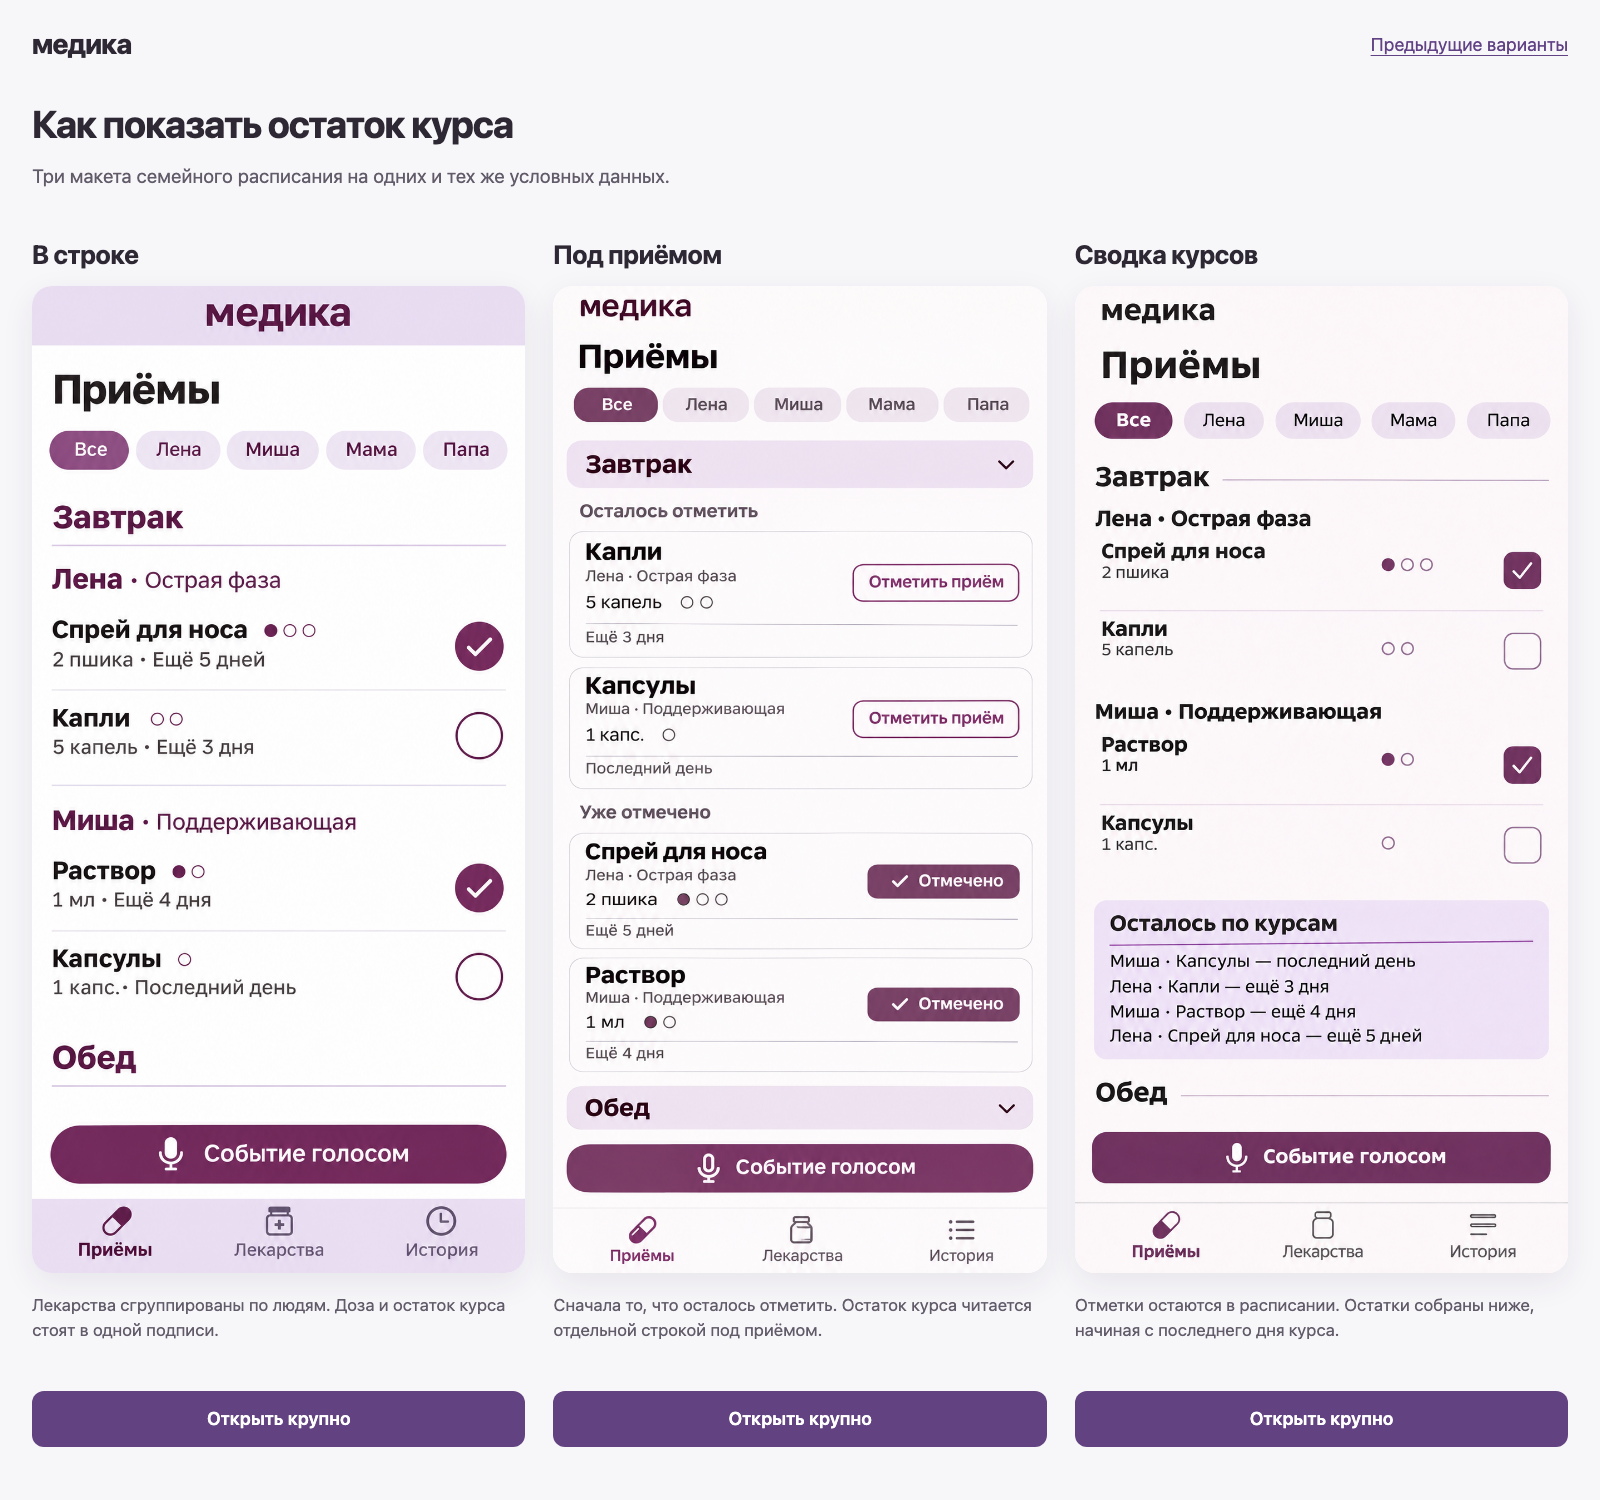 медика
Предыдущие варианты
Как показать остаток курса
Три макета семейного расписания на одних и тех же условных данных.
В строке
медика
Приёмы
Все Лена Миша Мама Папа
Завтрак
Лена • Острая фаза
Спрей для носа
2 пшика • Ещё 5 дней
Капли
5 капель • Ещё 3 дня
Миша • Поддерживающая
Раствор
1 мл • Ещё 4 дня
Капсулы
1 капс. • Последний день
Обед
Событие голосом
Приёмы Лекарства История
Лекарства сгруппированы по людям. Доза и остаток курса
стоят в одной подписи.
Открыть крупно
Под приёмом
медика
Приёмы
Все Лена Миша Мама Папа
Завтрак
Осталось отметить
Капли
Лена · Острая фаза
5 капель
Отметить приём
Ещё 3 дня
Капсулы
Миша · Поддерживающая
1 капс.
Отметить приём
Последний день
Уже отмечено
Спрей для носа
Лена · Острая фаза
2 пшика
Отмечено
Ещё 5 дней
Раствор
Миша · Поддерживающая
1 мл
Отмечено
Ещё 4 дня
Обед
Событие голосом
Приёмы Лекарства История
Сначала то, что осталось отметить. Остаток курса читается
отдельной строкой под приёмом.
Открыть крупно
Сводка курсов
медика
Приёмы
Все Лена Миша Мама Папа
Завтрак
Лена • Острая фаза
Спрей для носа
2 пшика
Капли
5 капель
Миша • Поддерживающая
Раствор
1 мл
Капсулы
1 капс.
Осталось по курсам
Миша · Капсулы — последний день
Лена · Капли — ещё 3 дня
Миша · Раствор — ещё 4 дня
Лена · Спрей для носа — ещё 5 дней
Обед
Событие голосом
Приёмы Лекарства История
Отметки остаются в расписании. Остатки собраны ниже,
начиная с последнего дня курса.
Открыть крупно